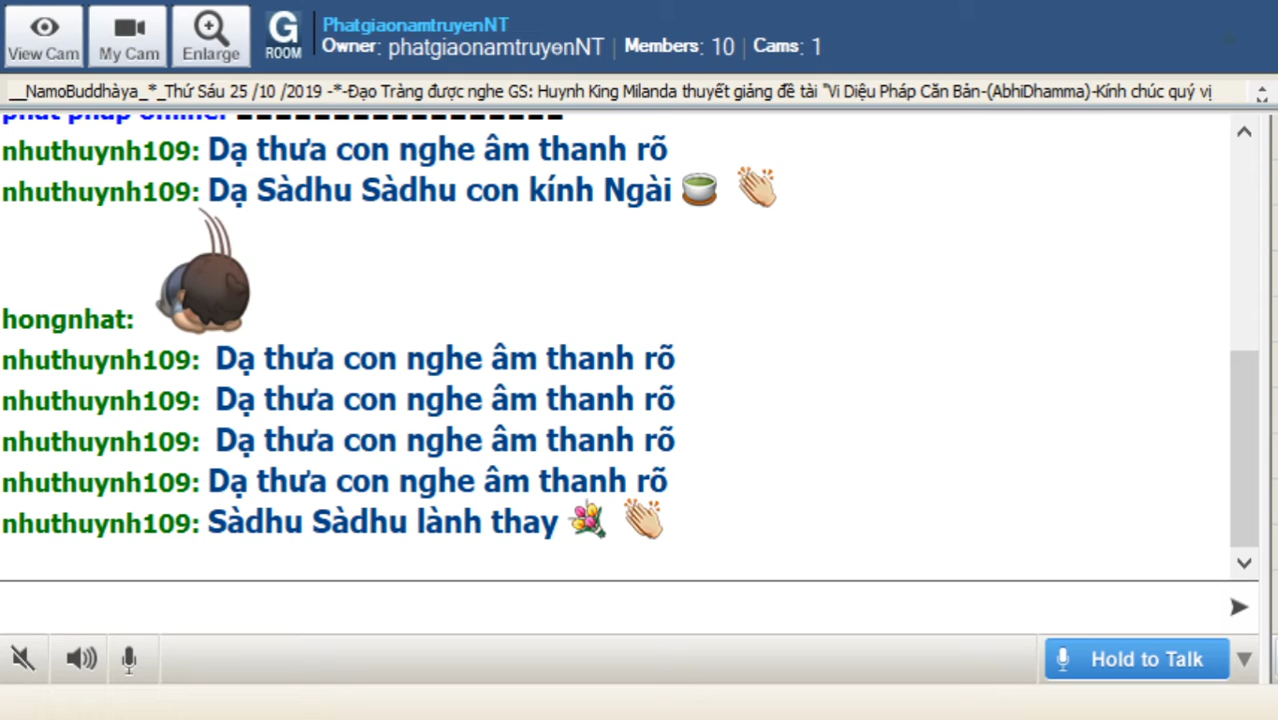 PhatgiaonamtruyenNT
View Cam
My Cam
Enlarge
G ROOM
Owner: phatgiaonamtruyenNT | Members: 10 | Cams: 1
__NamoBuddhàya_*_Thứ Sáu 25 /10 /2019 -*-Đạo Tràng được nghe GS: Huynh King Milanda thuyết giảng đề tài "Vi Diệu Pháp Căn Bản-(AbhiDhamma)-Kính chúc quý vị
nhuthuynh109: Dạ thưa con nghe âm thanh rõ
nhuthuynh109: Dạ Sàdhu Sàdhu con kính Ngài
hongnhat:
nhuthuynh109: Dạ thưa con nghe âm thanh rõ
nhuthuynh109: Dạ thưa con nghe âm thanh rõ
nhuthuynh109: Dạ thưa con nghe âm thanh rõ
nhuthuynh109: Dạ thưa con nghe âm thanh rõ
nhuthuynh109: Sàdhu Sàdhu lành thay
Hold to Talk